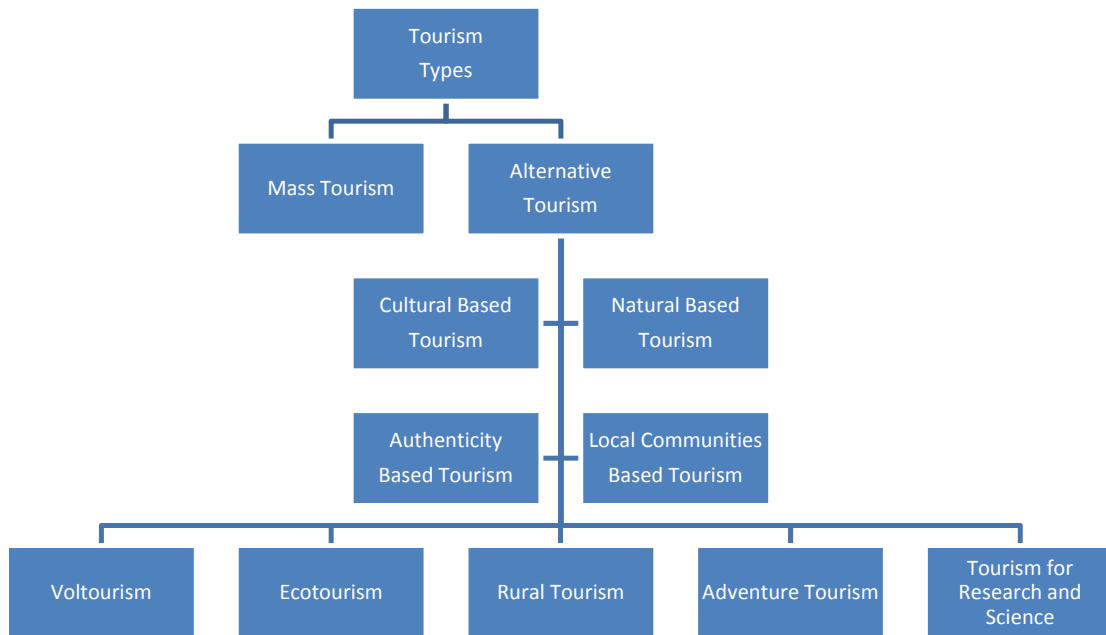 Tourism
Types
Mass Tourism
Alternative
Tourism
Cultural Based
Tourism
Natural Based
Tourism
Authenticity
Based Tourism
Local Communities
Based Tourism
Voltourism
Ecotourism
Rural Tourism
Adventure Tourism
Tourism for
Research and
Science